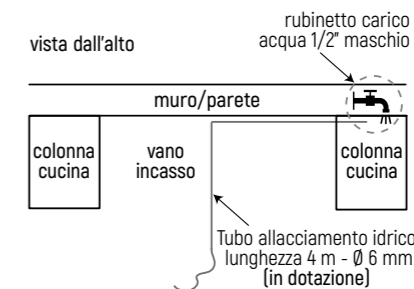 vista dall'alto
rubinetto carico
acqua 1/2" maschio
muro/parete
colonna
cucina
vano
incasso
colonna
cucina
Tubo allacciamento idrico
lunghezza 4 m - Ø 6 mm
(in dotazione)